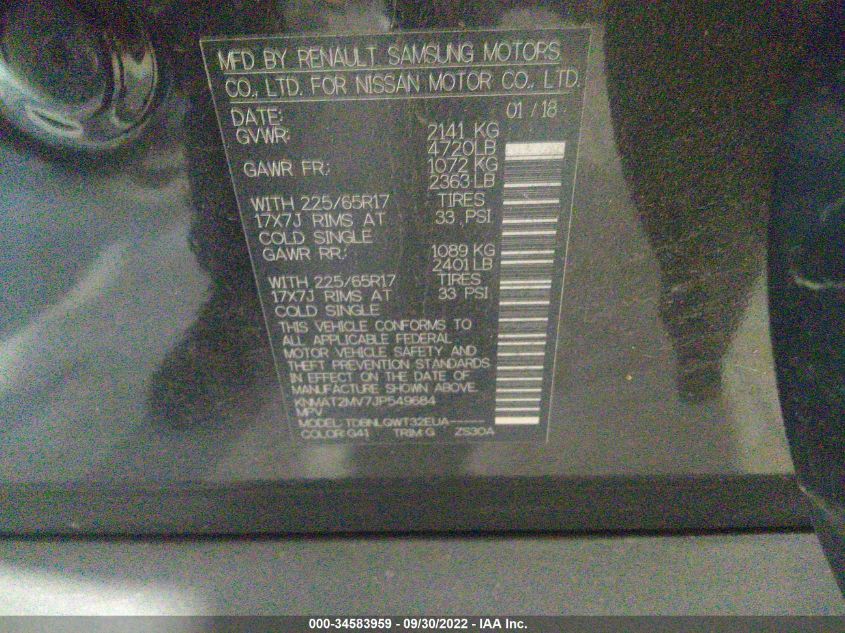 MFD BY RENAULT SAMSUNG MOTORS
CO., LTD. FOR NISSAN MOTOR CO., LTD.
DATE: 01 / 18
GVWR: 2141 KG
4720LB
GAWR FR; 1072 KG
2363 LB
WITH 225/65R17 TIRES
17X7J RIMS AT 33 PSI
COLD SINGLE
GAWR RR; 1089 KG
2401 LB
WITH 225/65R17 TIRES
17X7J RIMS AT 33 PSI
COLD SINGLE
THIS VEHICLE CONFORMS TO
ALL APPLICABLE FEDERAL
MOTOR VEHICLE SAFETY AND
THEFT PREVENTION STANDARDS
IN EFFECT ON THE DATE OF
MANUFACTURE SHOWN ABOVE.
KNMAT2MV7JP549684
MPV
MODEL:
COLOR:G41 TRIM:G ZS30A
000-34583959 - 09/30/2022 - IAA Inc.